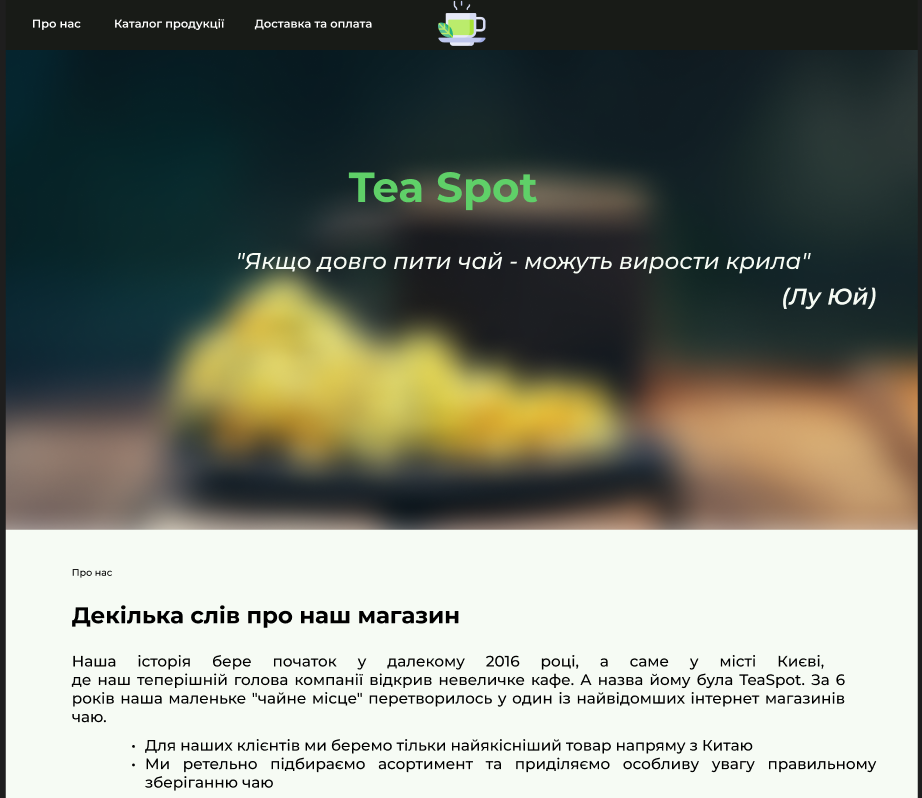 Про нас Каталог продукції Доставка та оплата
Tea Spot
"Якщо довго пити чай - можуть вирости крила"
(Лу Юй)
Про нас
Декілька слів про наш магазин
Наша історія бере початок у далекому 2016 році, а саме у місті Києві,
де наш теперішній голова компанії відкрив невеличке кафе. А назва йому була TeaSpot. За 6
років наша маленьке "чайне місце" перетворилось у один із найвідомших інтернет магазинів
чаю.
• Для наших клієнтів ми беремо тільки найякісніший товар напряму з Китаю
• Ми ретельно підбираємо асортимент та приділяємо особливу увагу правильному
зберіганню чаю